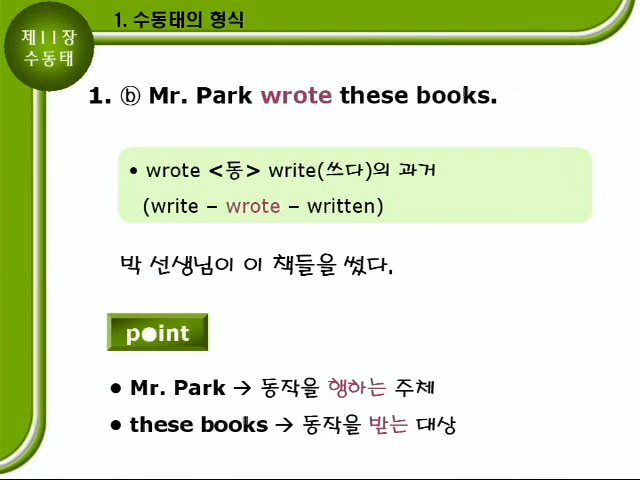 1. 수동태의 형식
제11장
수동태
1. ⓑ Mr. Park wrote these books.
• wrote <동> write(쓰다)의 과거
(write – wrote – written)
박 선생님이 이 책들을 썼다.
point
• Mr. Park → 동작을 행하는 주체
• these books → 동작을 받는 대상